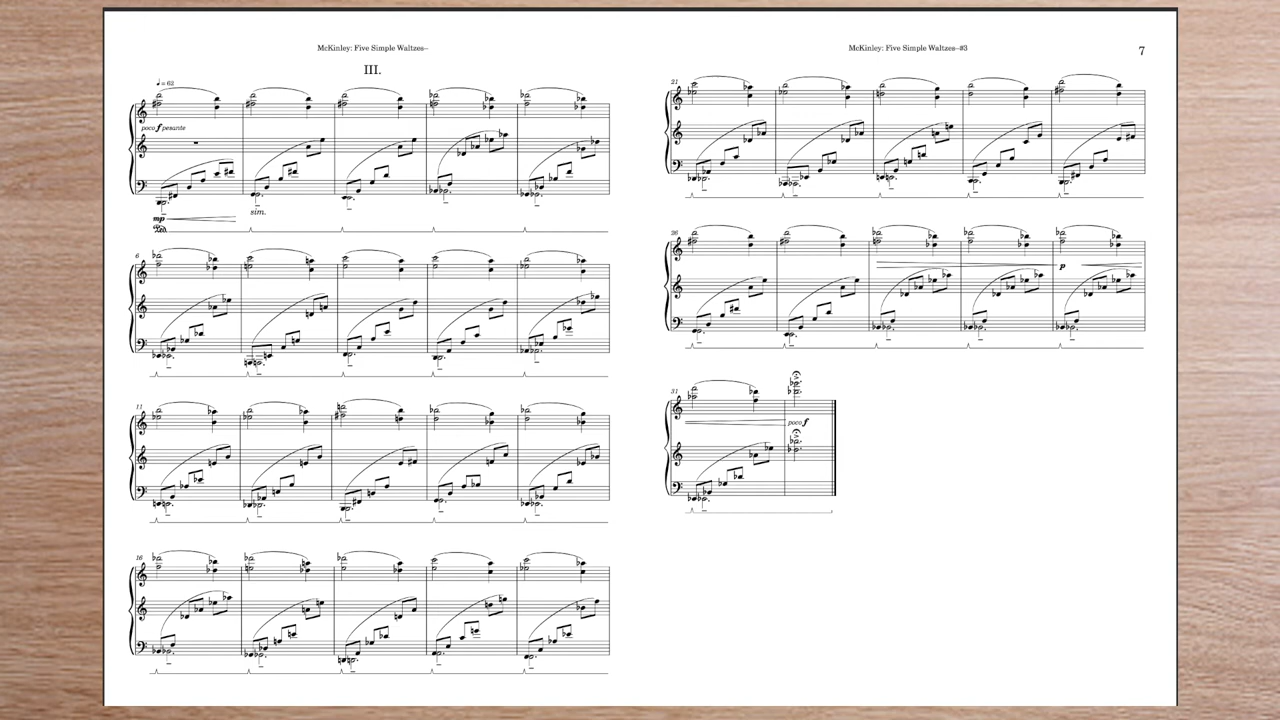 McKinley: Five Simple Waltzes–
III.
♩ = 62
poco f pesante
mp
sim.
6
11
16
McKinley: Five Simple Waltzes–#3
7
21
26
p
31
poco f